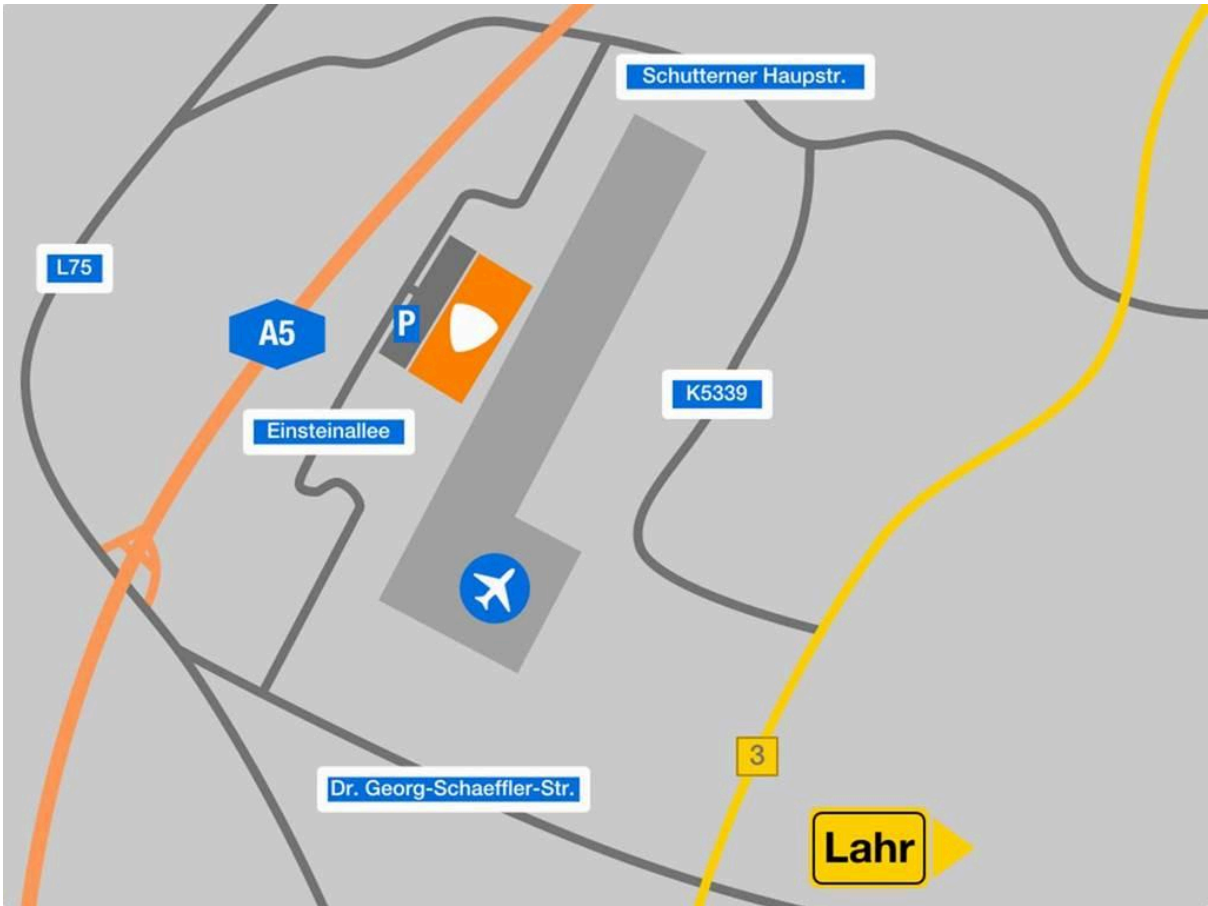 Schutterner Haupstr.
L75
A5
P
K5339
Einsteinallee
3
Dr. Georg-Schaeffler-Str.
Lahr